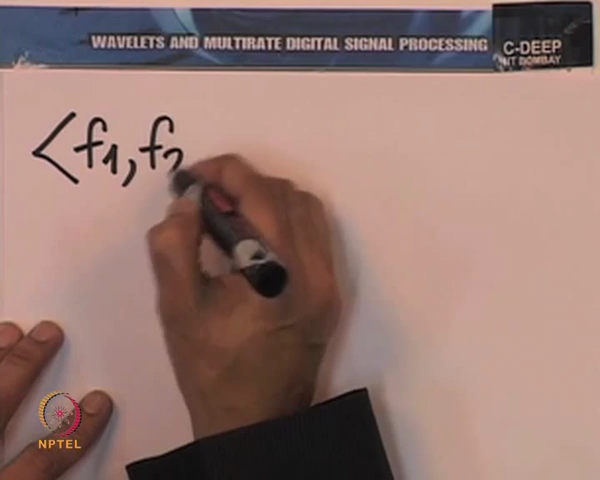 WAVELETS AND MULTIRATE DIGITAL SIGNAL PROCESSING
C-DEEP
IIT BOMBAY
<f1,f2
NPTEL